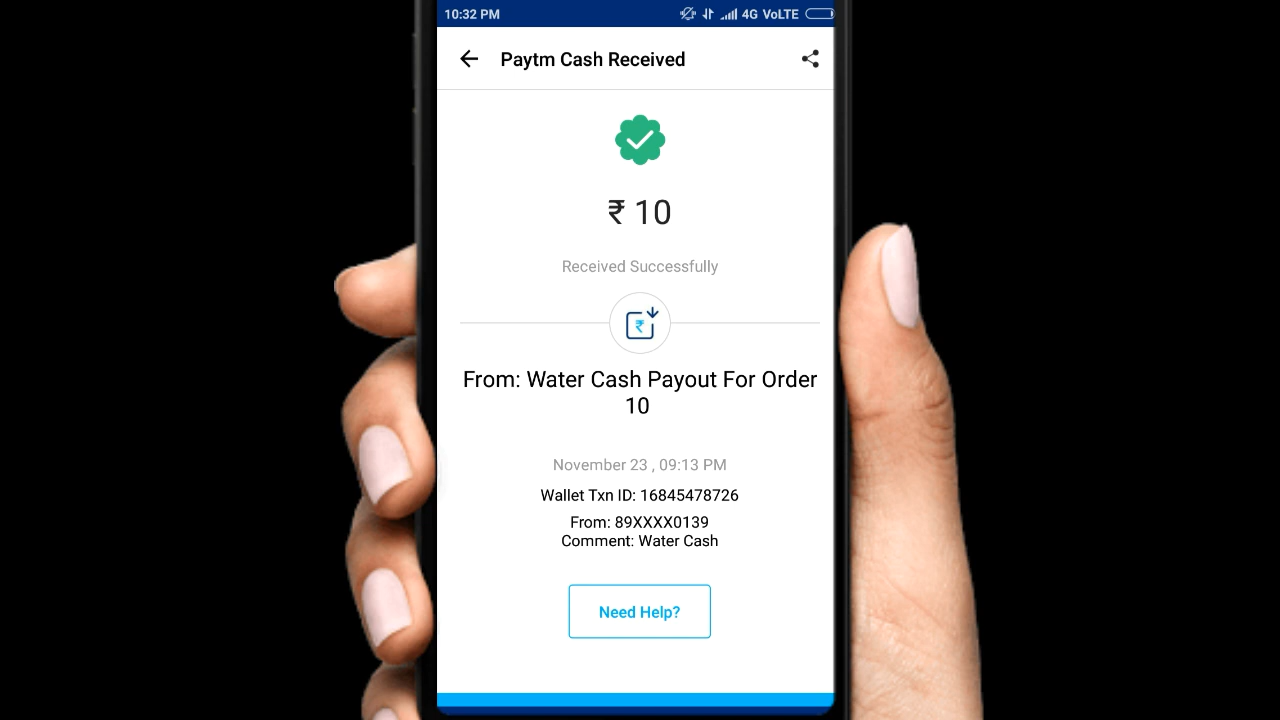 10:32 PM 4G VoLTE
Paytm Cash Received
₹ 10
Received Successfully
₹
From: Water Cash Payout For Order
10
November 23 , 09:13 PM
Wallet Txn ID: 16845478726
From: 89XXXX0139
Comment: Water Cash
Need Help?